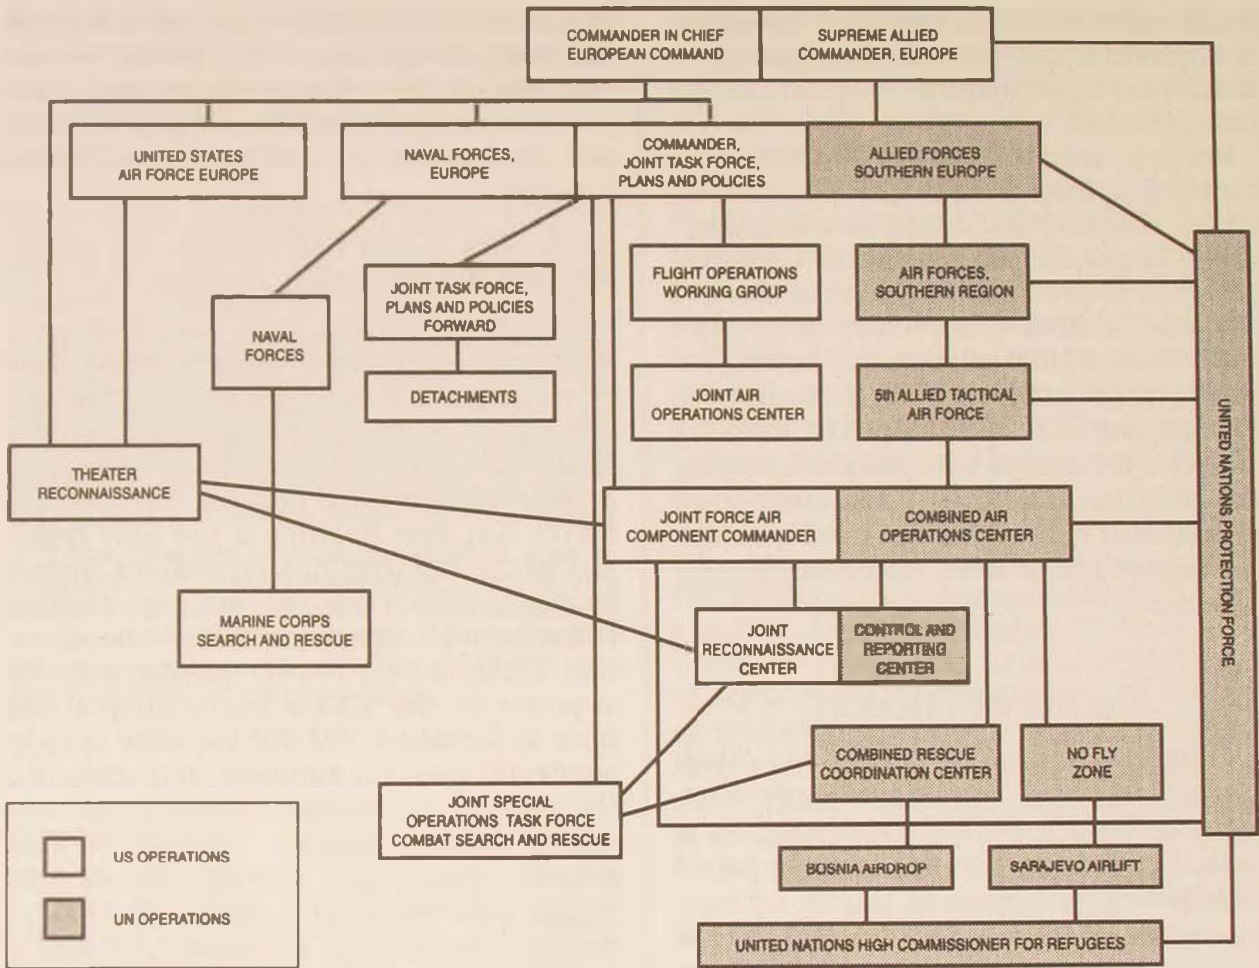 COMMANDER IN CHIEF
EUROPEAN COMMAND
SUPREME ALLIED
COMMANDER, EUROPE
UNITED STATES
AIR FORCE EUROPE
NAVAL FORCES,
EUROPE
COMMANDER,
JOINT TASK FORCE,
PLANS AND POLICIES
ALLIED FORCES
SOUTHERN EUROPE
JOINT TASK FORCE,
PLANS AND POLICIES
FORWARD
FLIGHT OPERATIONS
WORKING GROUP
AIR FORCES,
SOUTHERN REGION
NAVAL
FORCES
DETACHMENTS
JOINT AIR
OPERATIONS CENTER
5th ALLIED TACTICAL
AIR FORCE
UNITED NATIONS PROTECTION FORCE
THEATER
RECONNAISSANCE
JOINT FORCE AIR
COMPONENT COMMANDER
COMBINED AIR
OPERATIONS CENTER
MARINE CORPS
SEARCH AND RESCUE
JOINT
RECONNAISSANCE
CENTER
CONTROL AND
REPORTING
CENTER
COMBINED RESCUE
COORDINATION CENTER
NO FLY
ZONE
JOINT SPECIAL
OPERATIONS TASK FORCE
COMBAT SEARCH AND RESCUE
BOSNIA AIRDROP
SARAJEVO AIRLIFT
UNITED NATIONS HIGH COMMISSIONER FOR REFUGEES
US OPERATIONS
UN OPERATIONS